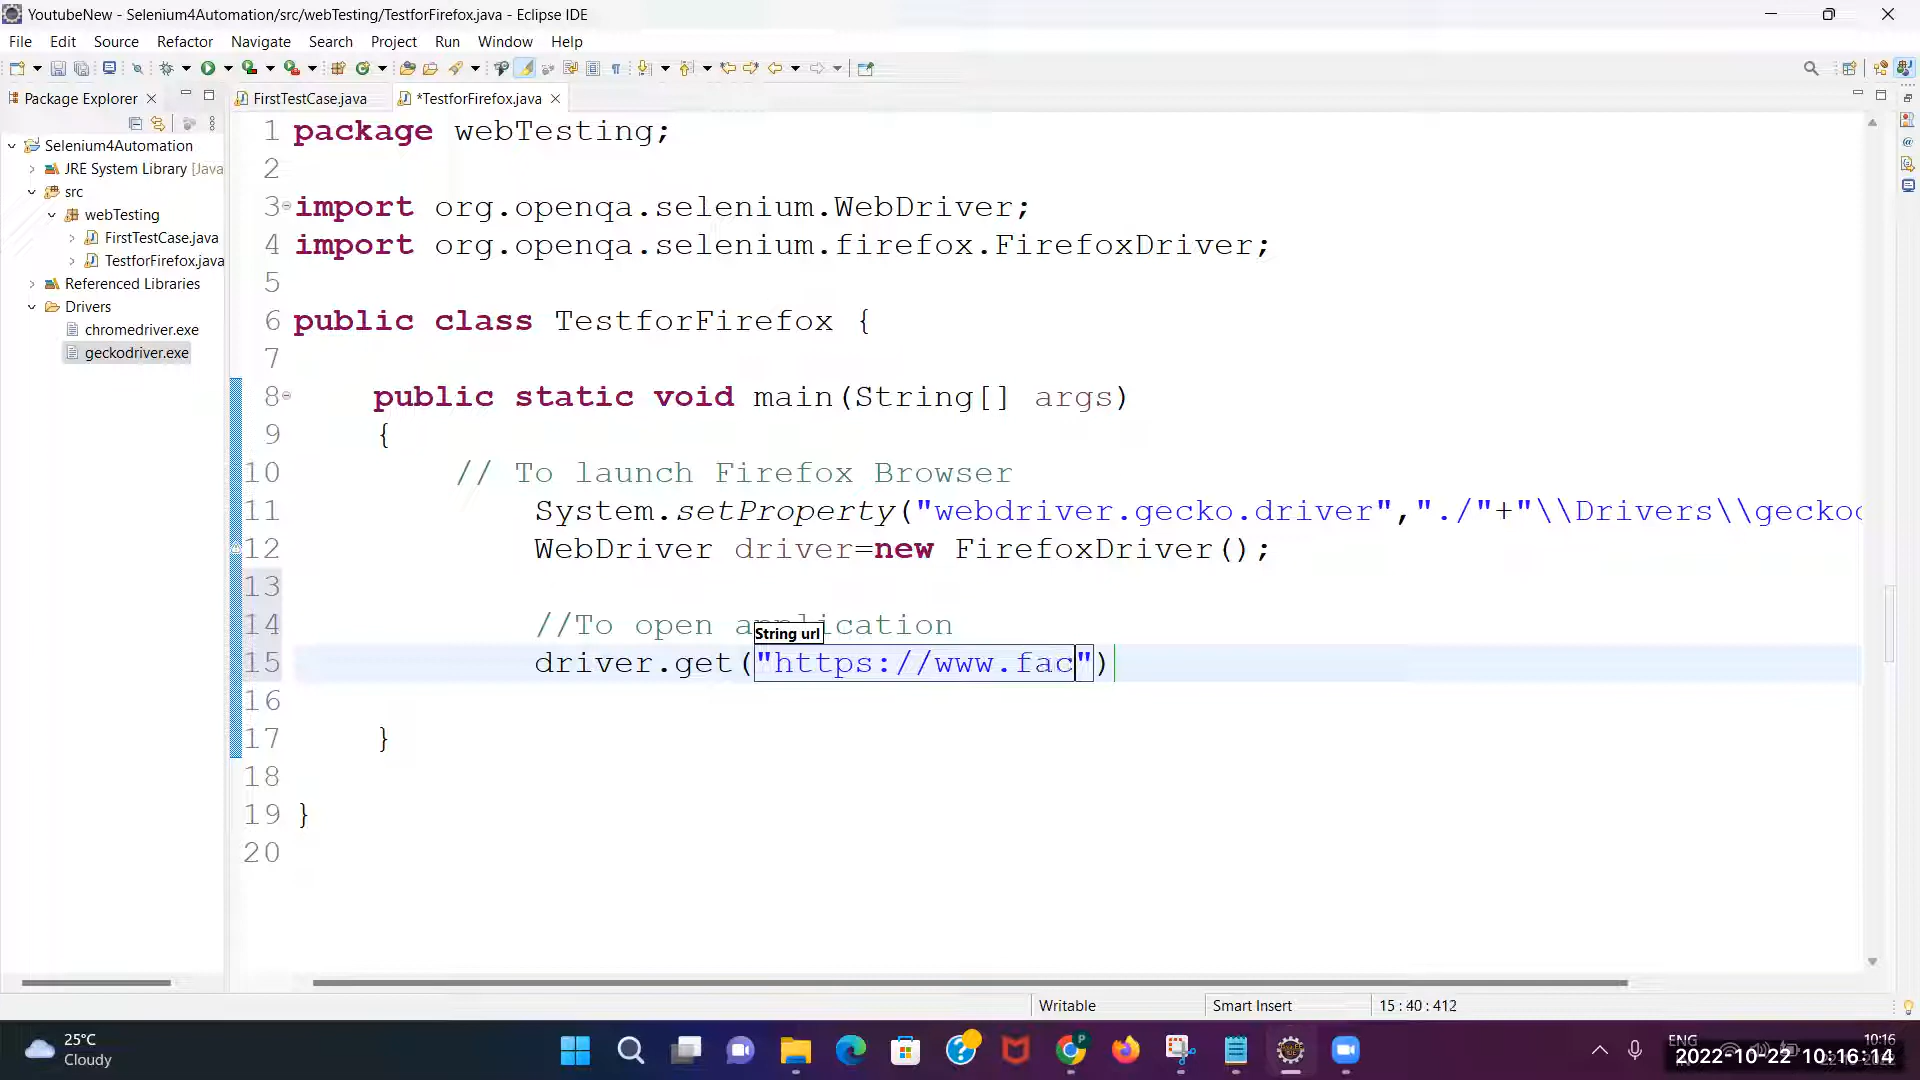 YoutubeNew - Selenium4Automation/src/webTesting/TestforFirefox.java - Eclipse IDE
File Edit Source Refactor Navigate Search Project Run Window Help
Package Explorer
FirstTestCase.java
*TestforFirefox.java
Selenium4Automation
JRE System Library [Java
src
webTesting
FirstTestCase.java
TestforFirefox.java
Referenced Libraries
Drivers
chromedriver.exe
geckodriver.exe
1 package webTesting;
2
3 import org.openqa.selenium.WebDriver;
4 import org.openqa.selenium.firefox.FirefoxDriver;
5
6 public class TestforFirefox {
7
8 public static void main(String[] args)
9 {
10 // To launch Firefox Browser
11 System.setProperty("webdriver.gecko.driver","./"+"\\Drivers\\gecko
12 WebDriver driver=new FirefoxDriver();
13
14 //To open application
String url
15 driver.get("https://www.fac")
16
17 }
18
19 }
20
Writable
Smart Insert
15 : 40 : 412
25°C
Cloudy
ENG
10:16
2022-10-22 10:16:14